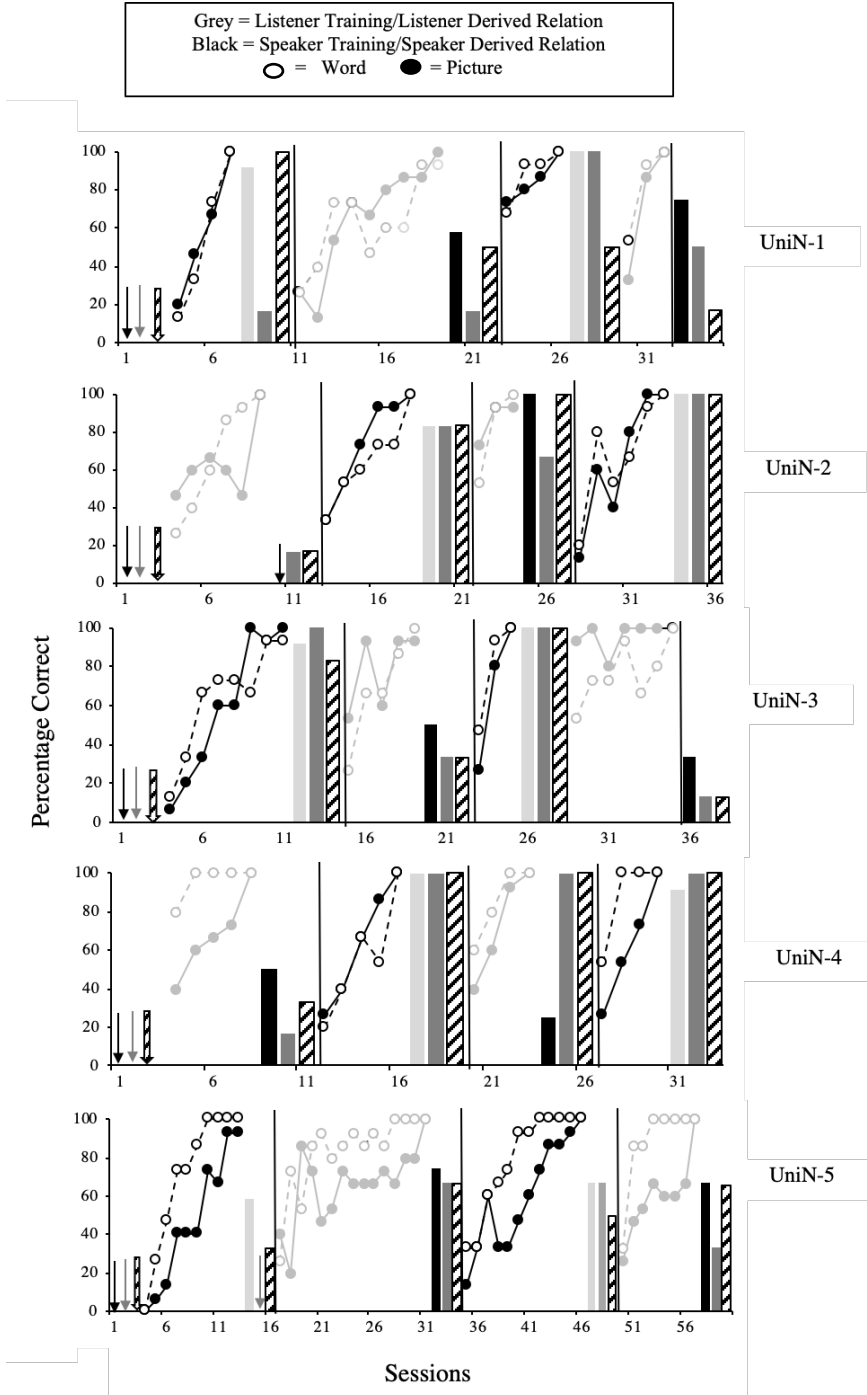 Grey = Listener Training/Listener Derived Relation
Black = Speaker Training/Speaker Derived Relation
= Word = Picture
100
80
60
40
20
0
1 6 11 16 21 26 31
UniN-1
100
80
60
40
20
0
1 6 11 16 21 26 31 36
UniN-2
100
80
60
40
20
0
1 6 11 16 21 26 31 36
UniN-3
100
80
60
40
20
0
1 6 11 16 21 26 31
UniN-4
100
80
60
40
20
0
1 6 11 16 21 26 31 36 41 46 51 56
UniN-5
Percentage Correct
Sessions